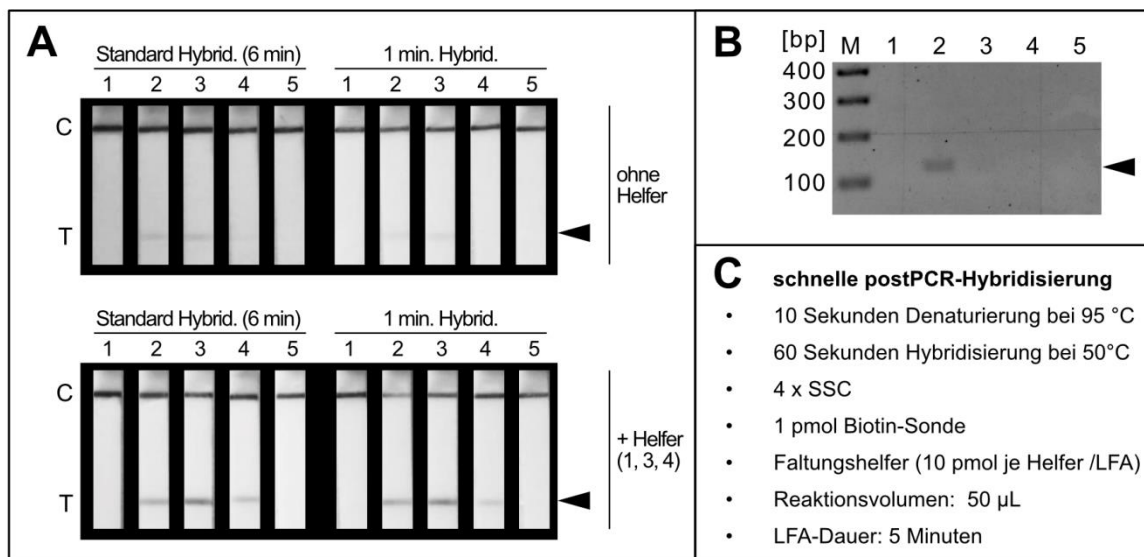 A
Standard Hybrid. (6 min) 1 min. Hybrid.
1 2 3 4 5 1 2 3 4 5
C
T
ohne
Helfer
Standard Hybrid. (6 min) 1 min. Hybrid.
1 2 3 4 5 1 2 3 4 5
C
T
+ Helfer
(1, 3, 4)
B
[bp] M 1 2 3 4 5
400
300
200
100
C schnelle postPCR-Hybridisierung
• 10 Sekunden Denaturierung bei 95 °C
• 60 Sekunden Hybridisierung bei 50°C
• 4 x SSC
• 1 pmol Biotin-Sonde
• Faltungshelfer (10 pmol je Helfer /LFA)
• Reaktionsvolumen: 50 µL
• LFA-Dauer: 5 Minuten